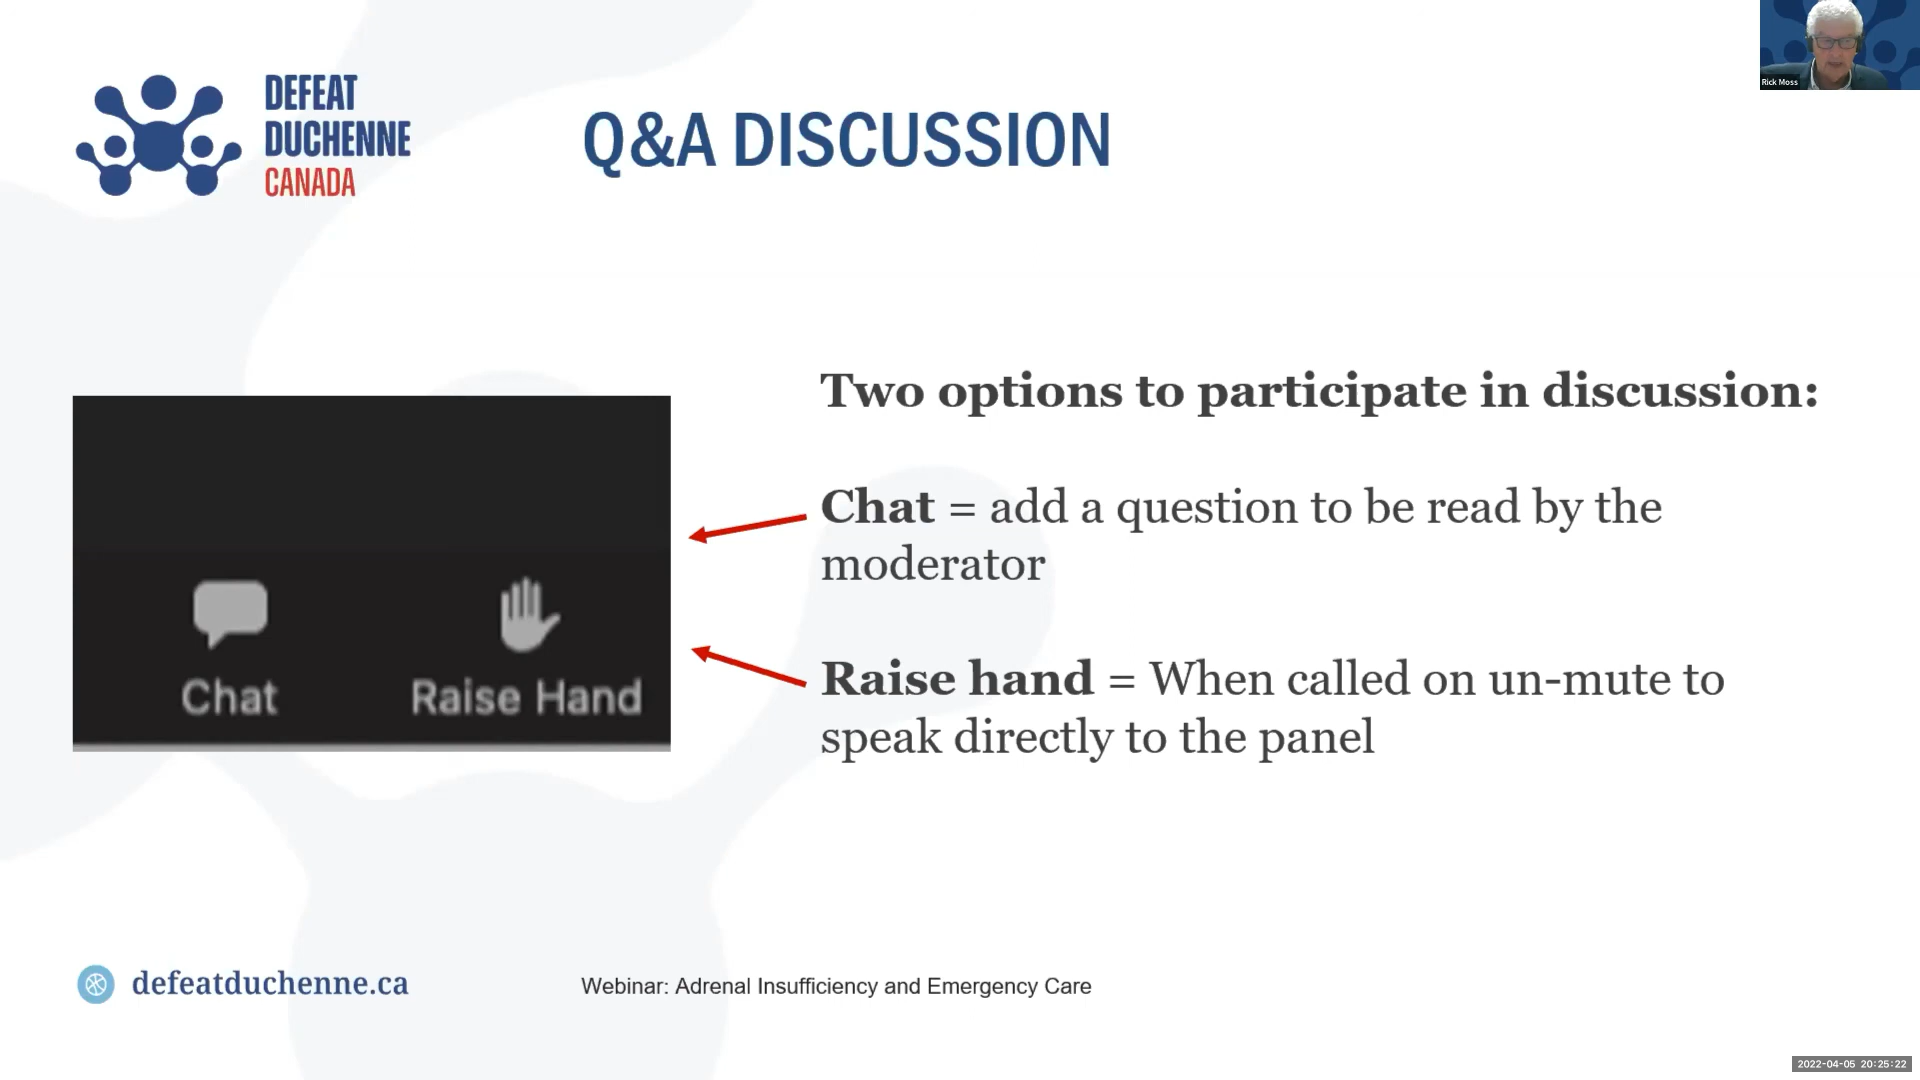 DEFEAT
DUCHENNE
CANADA
Q&A DISCUSSION
Rick Moss
Two options to participate in discussion:
Chat = add a question to be read by the
moderator
Raise hand = When called on un-mute to
speak directly to the panel
Chat
Raise Hand
defeatduchenne.ca
Webinar: Adrenal Insufficiency and Emergency Care
2022-04-05 20:25:22